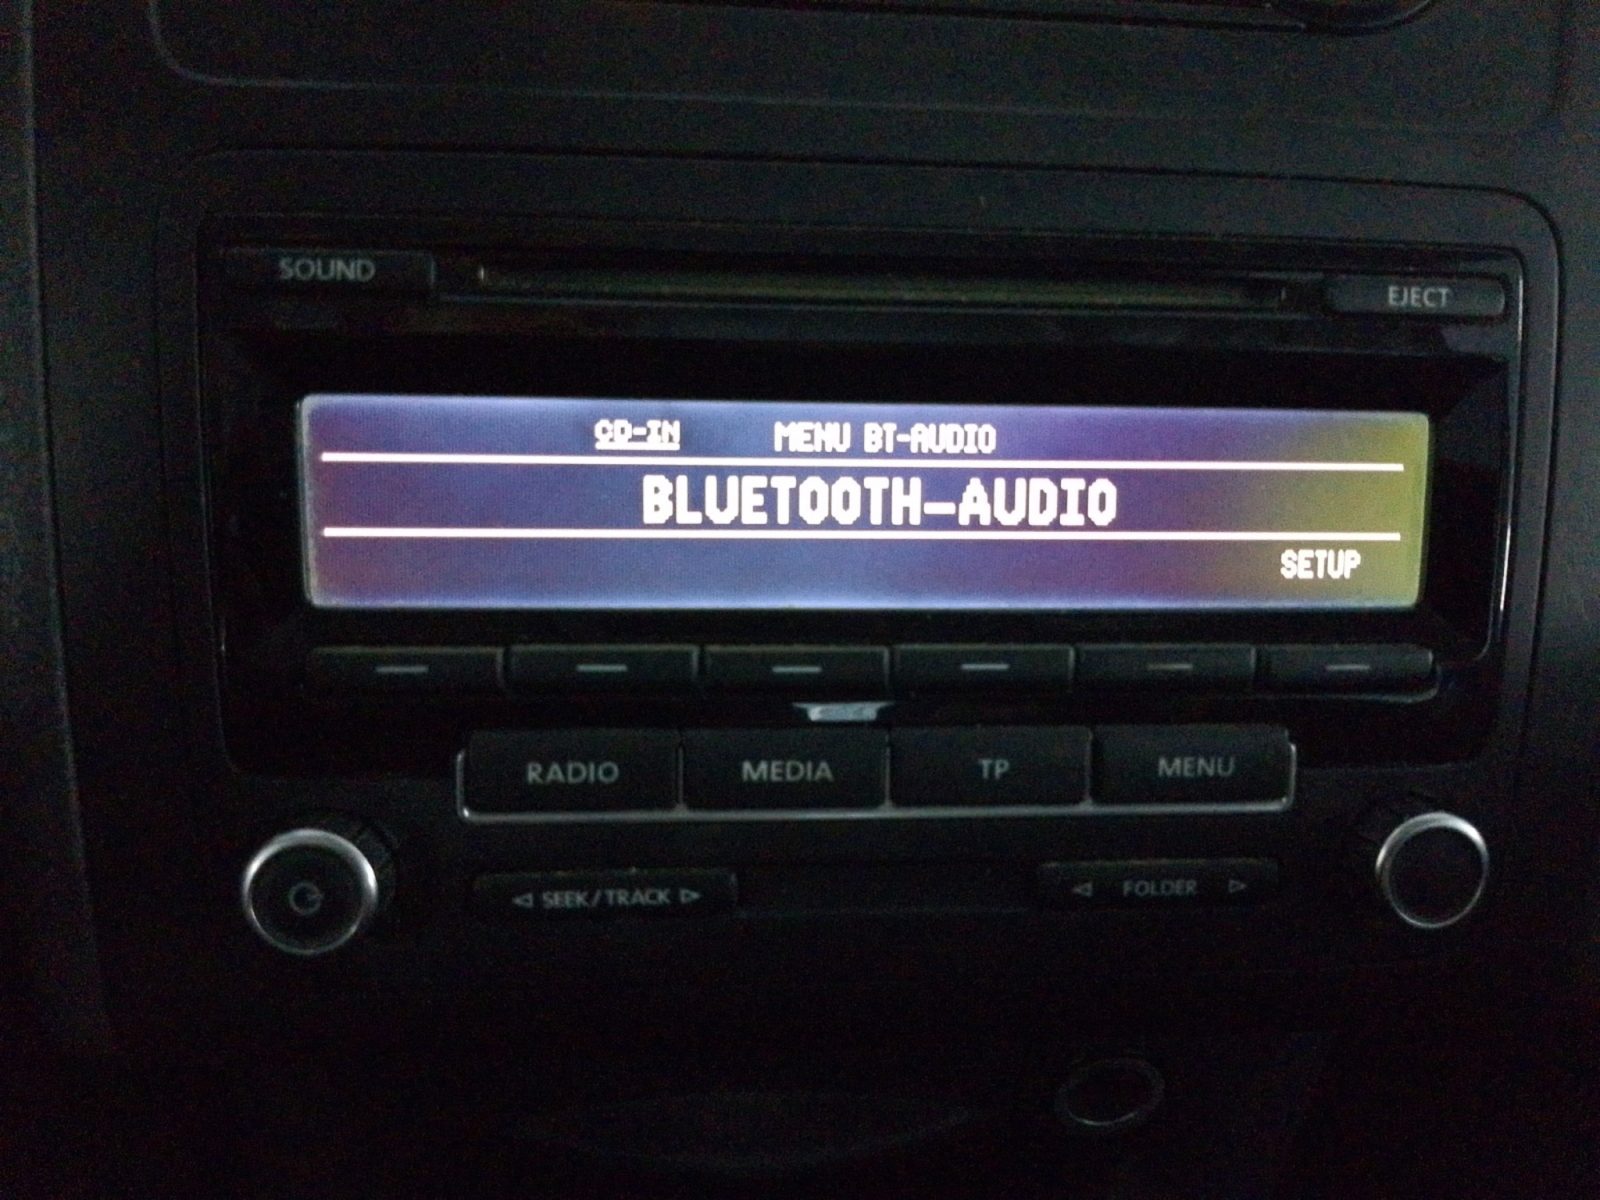 SOUND
EJECT
CD-IN MENU BT-AUDIO
BLUETOOTH-AUDIO
SETUP
RADIO MEDIA TP MENU
◁ SEEK/TRACK ▷ ◁ FOLDER ▷